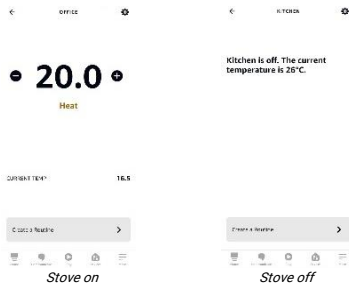 OFFICE
20.0
Heat
CURRENT TEMP
16.5
Create a Routine
Stove on
KITCHEN
Kitchen is off. The current
temperature is 26°C.
Create a Routine
Stove off